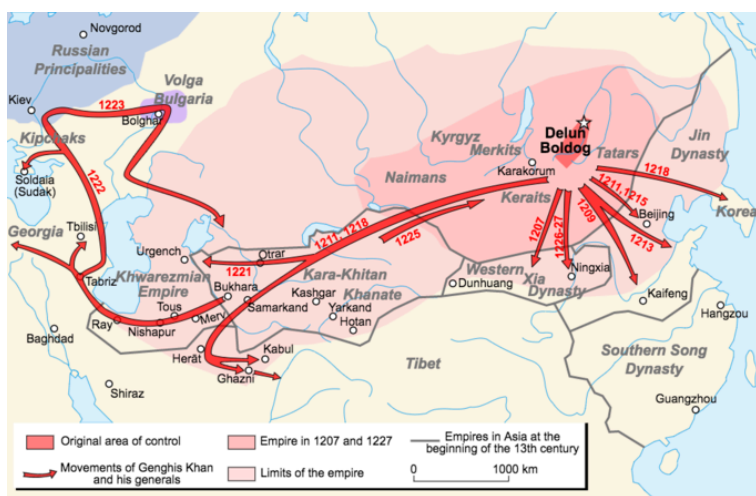 Novgorod
Russian
Principalities
Kiev
1223
Volga
Bulgaria
Bolghar
Kipchaks
Soldaia
(Sudak)
1222
Georgia
Tbilisi
Tabriz
Urgench
Khwarezmian
Empire
Otrar
1221
Bukhara
Samarkand
Ray
Nishapur
Tous
Merv
Baghdad
Shiraz
Herāt
Kabul
Ghazni
Kara-Khitan
Khanate
Kashgar
Yarkand
Hotan
1211, 1218
1225
Naimans
Kyrgyz
Merkits
Karakorum
Keraits
Delun
Boldog
Tatars
Jin
Dynasty
1218
1211,1215
1209
1213
1207
1226-27
Korea
Beijing
Western
Xia
Dynasty
Dunhuang
Ningxia
Kaifeng
Hangzou
Tibet
Southern Song
Dynasty
Guangzhou
Original area of control
Empire in 1207 and 1227
Empires in Asia at the
beginning of the 13th century
Movements of Genghis Khan
and his generals
Limits of the empire
0 1000 km